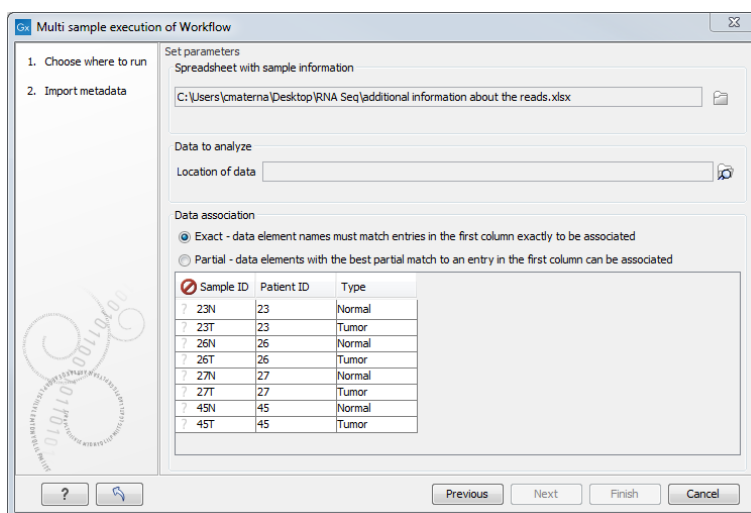 Gx Multi sample execution of Workflow
1. Choose where to run
2. Import metadata
Set parameters
Spreadsheet with sample information
C:\Users\cmaterna\Desktop\RNA Seq\additional information about the reads.xlsx
Data to analyze
Location of data
Data association
Exact - data element names must match entries in the first column exactly to be associated
Partial - data elements with the best partial match to an entry in the first column can be associated
Sample ID Patient ID Type
? 23N 23 Normal
? 23T 23 Tumor
? 26N 26 Normal
? 26T 26 Tumor
? 27N 27 Normal
? 27T 27 Tumor
? 45N 45 Normal
? 45T 45 Tumor
? Previous Next Finish Cancel